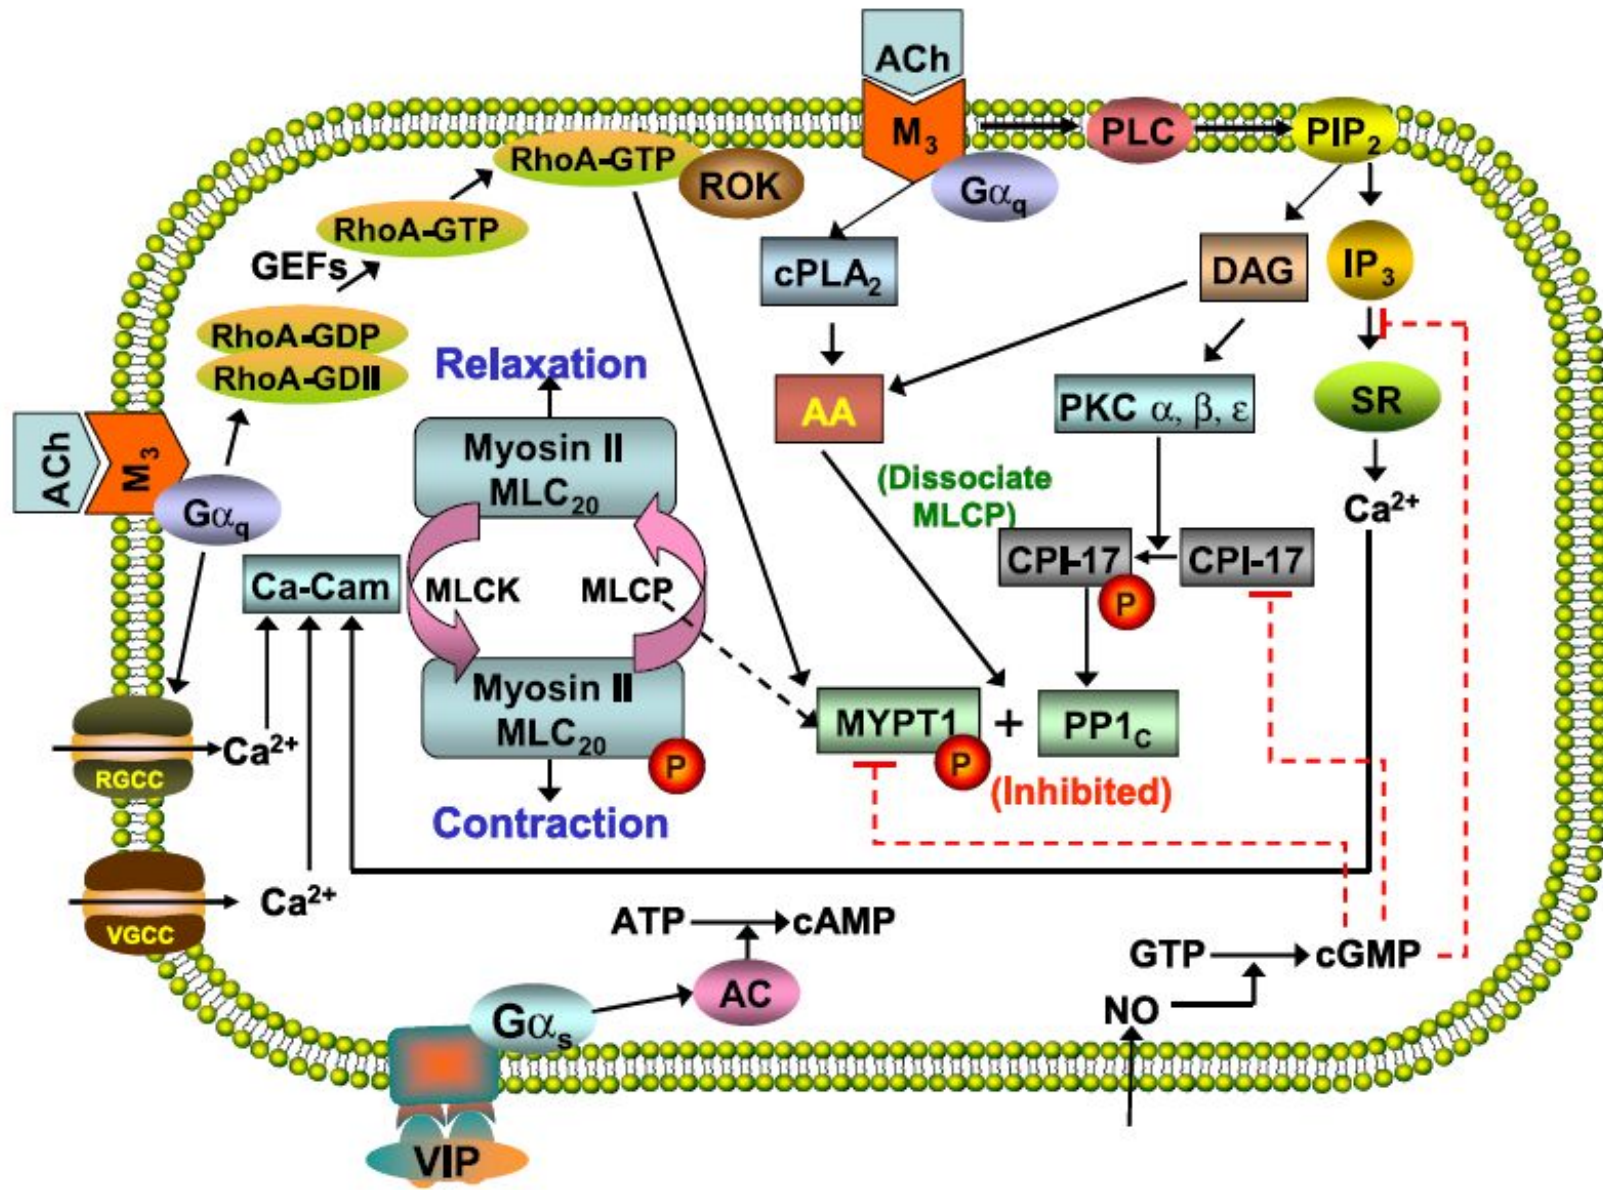 ACh
M₃
PLC
PIP₂
RhoA-GTP
ROK
Gαq
RhoA-GTP
GEFs
cPLA₂
DAG
IP₃
RhoA-GDP
RhoA-GDII
Relaxation
AA
PKC α, β, ε
SR
ACh
M₃
Gαq
Myosin II
MLC₂₀
(Dissociate
MLCP)
Ca²⁺
Ca-Cam
MLCK
MLCP
CPI-17
P
CPI-17
Myosin II
MLC₂₀
P
MYPT1
P
+
PP1C
(Inhibited)
RGCC
Ca²⁺
Contraction
VGCC
Ca²⁺
ATP
cAMP
GTP
cGMP
AC
NO
Gαs
VIP